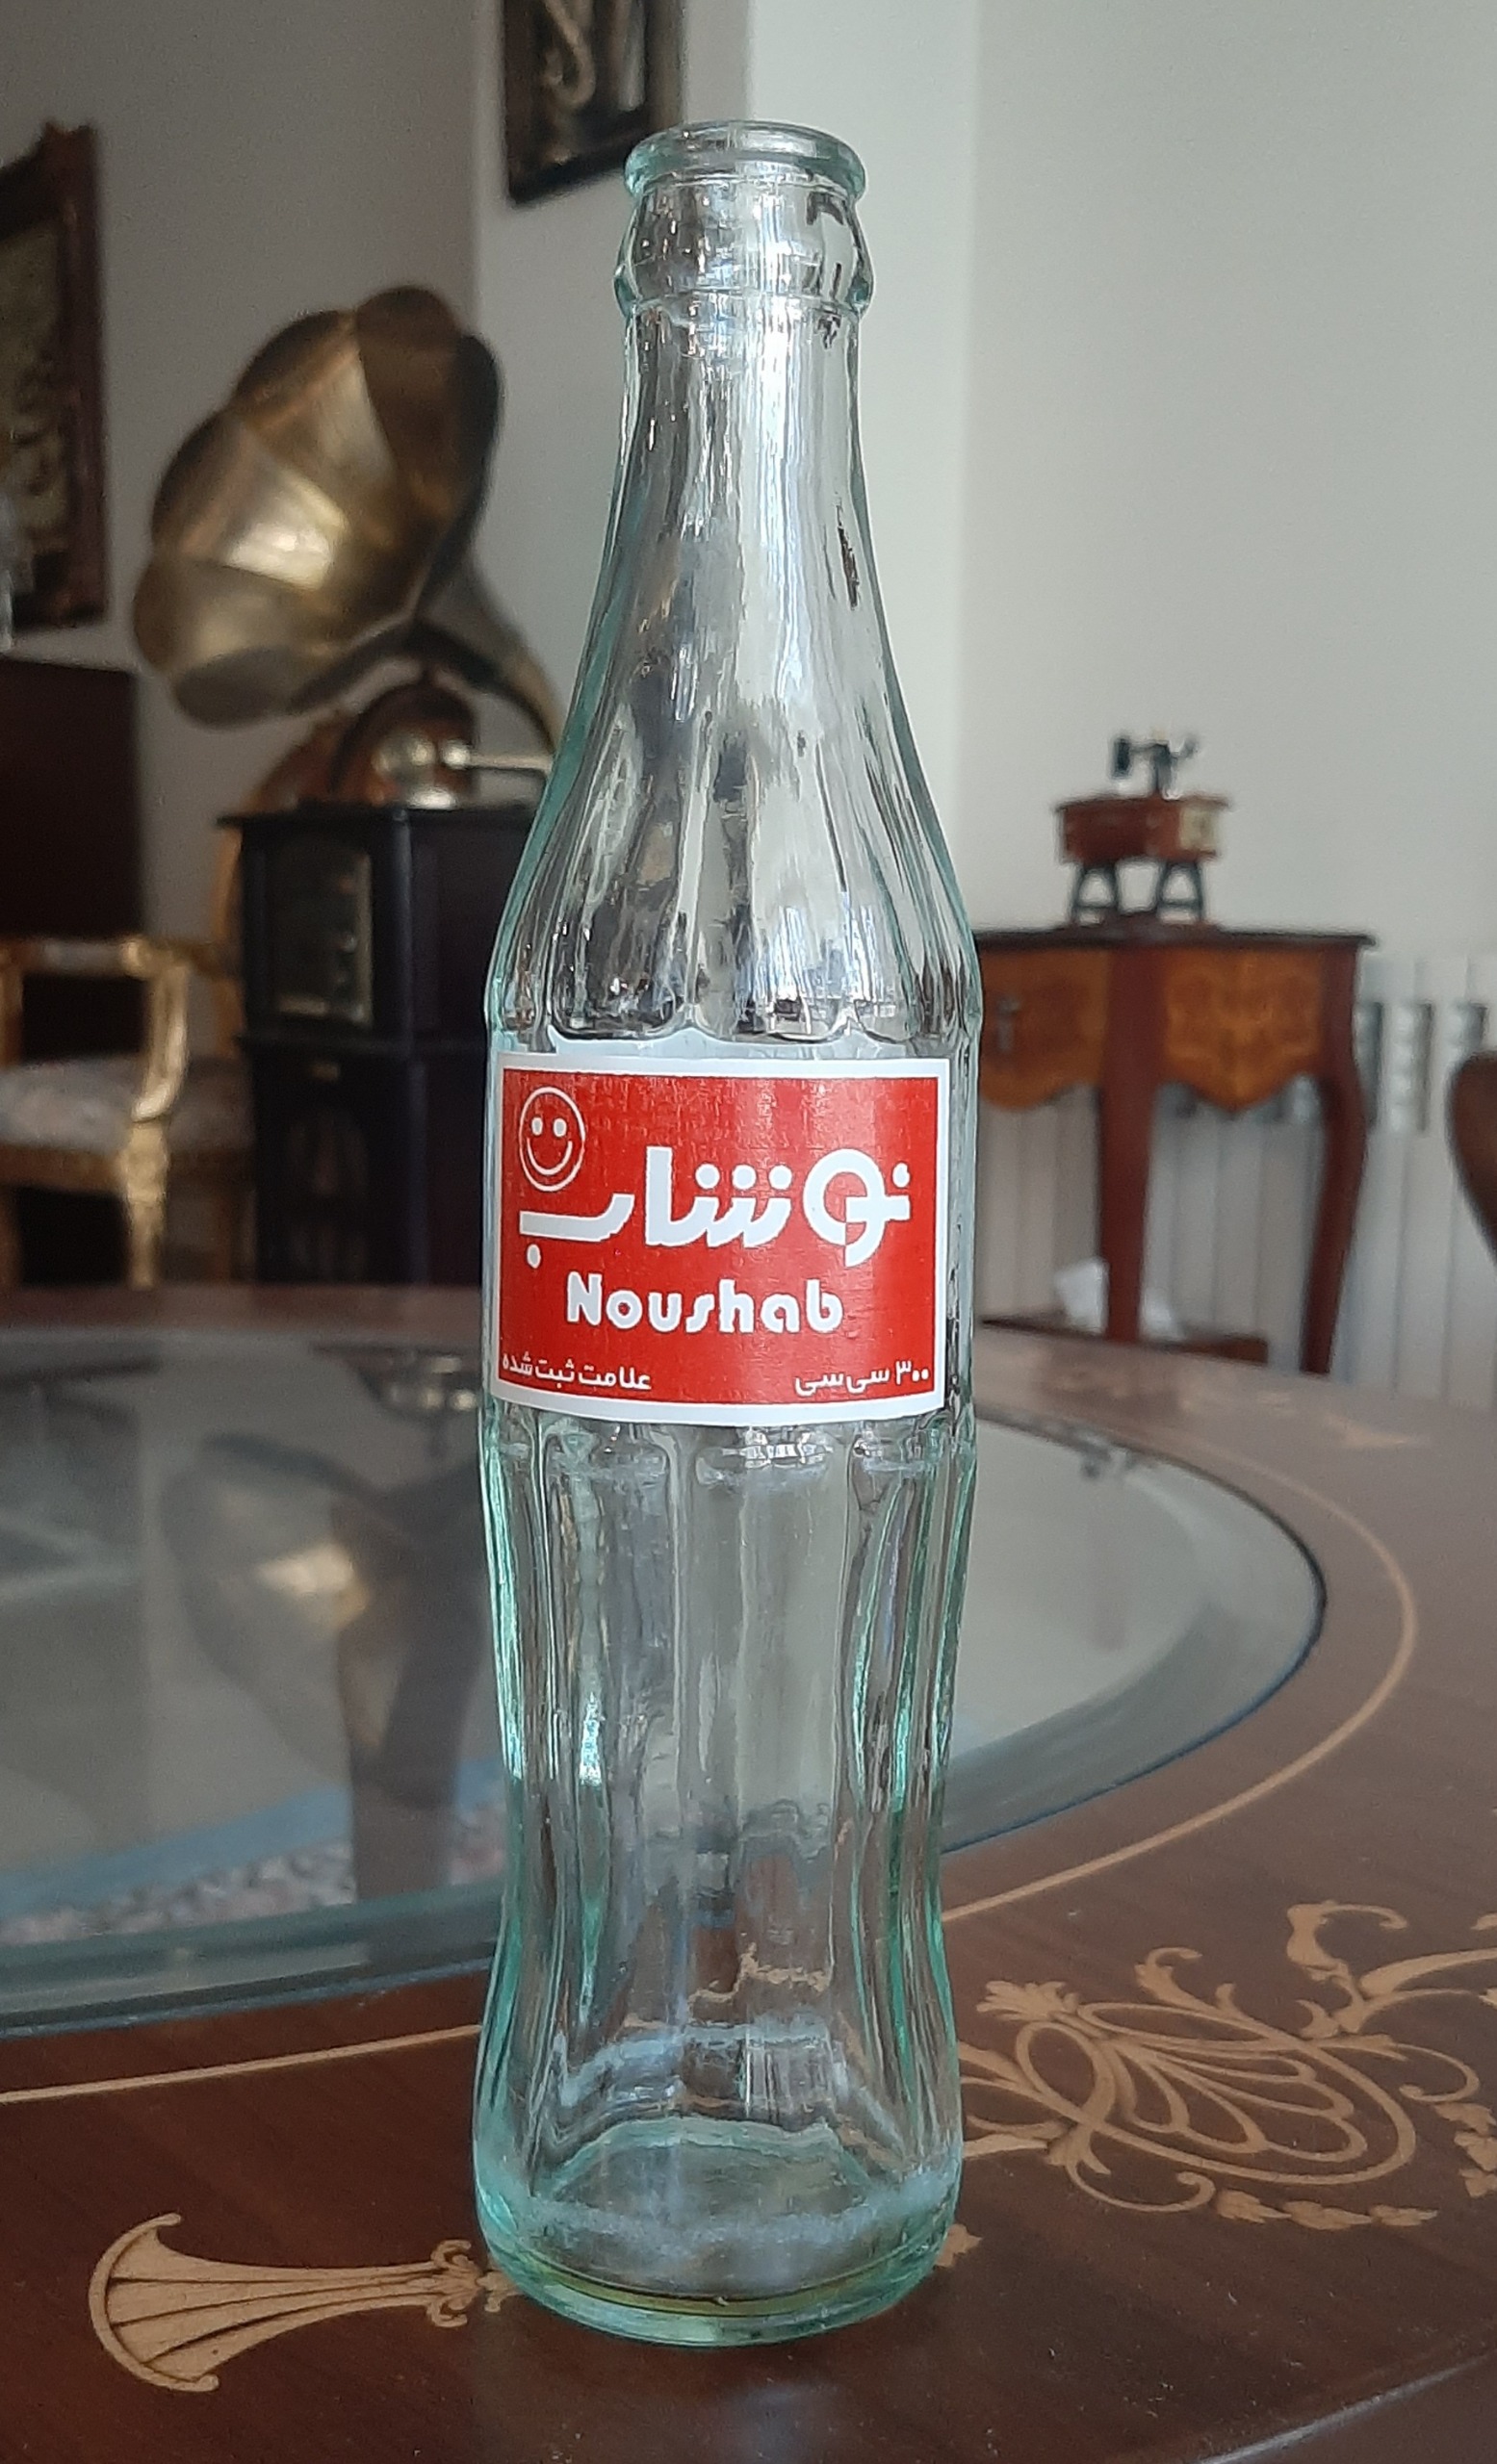 نوشاب
Noushab
۳۰۰ سی سی علامت ثبت شده